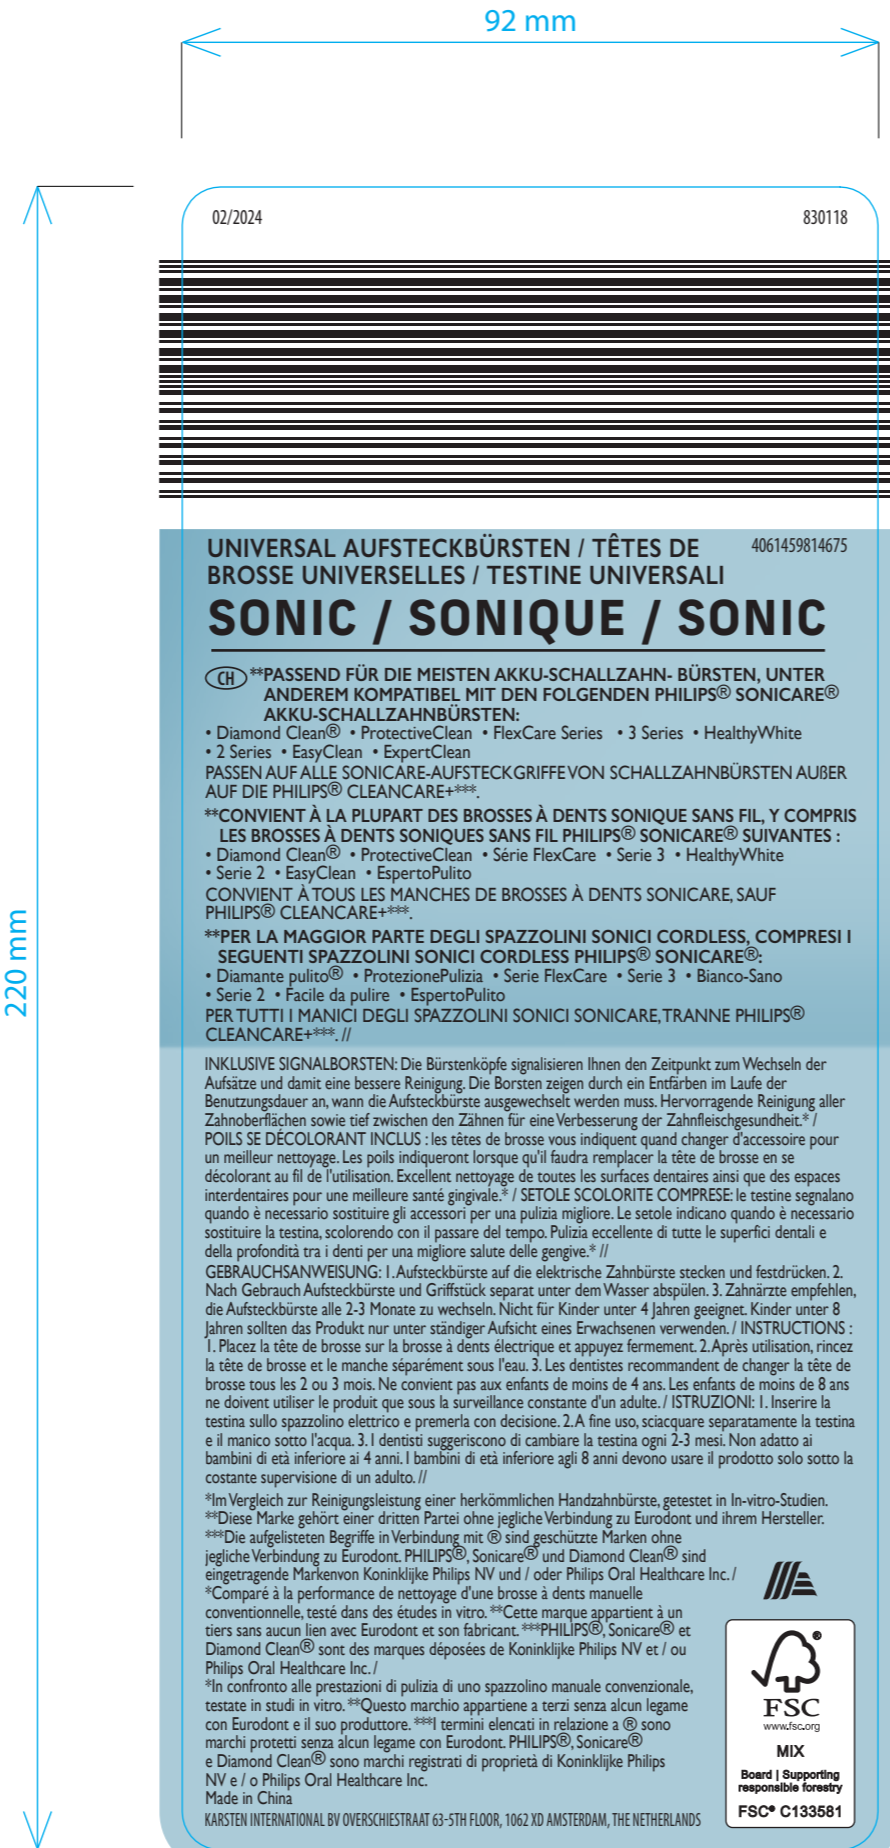 92 mm
220 mm
02/2024
830118
UNIVERSAL AUFSTECKBÜRSTEN / TÊTES DE
4061459814675
BROSSE UNIVERSELLES / TESTINE UNIVERSALI
SONIC / SONIQUE / SONIC
CH **PASSEND FÜR DIE MEISTEN AKKU-SCHALLZAHN- BÜRSTEN, UNTER
ANDEREM KOMPATIBEL MIT DEN FOLGENDEN PHILIPS® SONICARE®
AKKU-SCHALLZAHNBÜRSTEN:
• Diamond Clean® • ProtectiveClean • FlexCare Series • 3 Series • HealthyWhite
• 2 Series • EasyClean • ExpertClean
PASSEN AUF ALLE SONICARE-AUFSTECKGRIFFE VON SCHALLZAHNBÜRSTEN AUßER
AUF DIE PHILIPS® CLEANCARE+***.
**CONVIENT À LA PLUPART DES BROSSES À DENTS SONIQUE SANS FIL, Y COMPRIS
LES BROSSES À DENTS SONIQUES SANS FIL PHILIPS® SONICARE® SUIVANTES :
• Diamond Clean® • ProtectiveClean • Série FlexCare • Serie 3 • HealthyWhite
• Serie 2 • EasyClean • EspertoPulito
CONVIENT À TOUS LES MANCHES DE BROSSES À DENTS SONICARE, SAUF
PHILIPS® CLEANCARE+***.
**PER LA MAGGIOR PARTE DEGLI SPAZZOLINI SONICI CORDLESS, COMPRESI I
SEGUENTI SPAZZOLINI SONICI CORDLESS PHILIPS® SONICARE®:
• Diamante pulito® • ProtezionePulizia • Serie FlexCare • Serie 3 • Bianco-Sano
• Serie 2 • Facile da pulire • EspertoPulito
PER TUTTI I MANICI DEGLI SPAZZOLINI SONICI SONICARE, TRANNE PHILIPS®
CLEANCARE+***. //
INKLUSIVE SIGNALBORSTEN: Die Bürstenköpfe signalisieren Ihnen den Zeitpunkt zum Wechseln der
Aufsätze und damit eine bessere Reinigung. Die Borsten zeigen durch ein Entfärben im Laufe der
Benutzungsdauer an, wann die Aufsteckbürste ausgewechselt werden muss. Hervorragende Reinigung aller
Zahnoberflächen sowie tief zwischen den Zähnen für eine Verbesserung der Zahnfleischgesundheit.* /
POILS SE DÉCOLORANT INCLUS : les têtes de brosse vous indiquent quand changer d'accessoire pour
un meilleur nettoyage. Les poils indiqueront lorsque qu'il faudra remplacer la tête de brosse en se
décolorant au fil de l'utilisation. Excellent nettoyage de toutes les surfaces dentaires ainsi que des espaces
interdentaires pour une meilleure santé gingivale.* / SETOLE SCOLORITE COMPRESE: le testine segnalano
quando è necessario sostituire gli accessori per una pulizia migliore. Le setole indicano quando è necessario
sostituire la testina, scolorendo con il passare del tempo. Pulizia eccellente di tutte le superfici dentali e
della profondità tra i denti per una migliore salute delle gengive.* //
GEBRAUCHSANWEISUNG: 1. Aufsteckbürste auf die elektrische Zahnbürste stecken und festdrücken. 2.
Nach Gebrauch Aufsteckbürste und Griffstück separat unter dem Wasser abspülen. 3. Zahnärzte empfehlen,
die Aufsteckbürste alle 2-3 Monate zu wechseln. Nicht für Kinder unter 4 Jahren geeignet. Kinder unter 8
Jahren sollten das Produkt nur unter ständiger Aufsicht eines Erwachsenen verwenden. / INSTRUCTIONS :
1. Placez la tête de brosse sur la brosse à dents électrique et appuyez fermement. 2. Après utilisation, rincez
la tête de brosse et le manche séparément sous l'eau. 3. Les dentistes recommandent de changer la tête de
brosse tous les 2 ou 3 mois. Ne convient pas aux enfants de moins de 4 ans. Les enfants de moins de 8 ans
ne doivent utiliser le produit que sous la surveillance constante d'un adulte. / ISTRUZIONI: 1. Inserire la
testina sullo spazzolino elettrico e premerla con decisione. 2. A fine uso, sciacquare separatamente la testina
e il manico sotto l'acqua. 3. I dentisti suggeriscono di cambiare la testina ogni 2-3 mesi. Non adatto ai
bambini di età inferiore ai 4 anni. I bambini di età inferiore agli 8 anni devono usare il prodotto solo sotto la
costante supervisione di un adulto. //
*Im Vergleich zur Reinigungsleistung einer herkömmlichen Handzahnbürste, getestet in In-vitro-Studien.
**Diese Marke gehört einer dritten Partei ohne jegliche Verbindung zu Eurodont und ihrem Hersteller.
***Die aufgelisteten Begriffe in Verbindung mit ® sind geschützte Marken ohne
jegliche Verbindung zu Eurodont. PHILIPS®, Sonicare® und Diamond Clean® sind
eingetragende Markenvon Koninklijke Philips NV und / oder Philips Oral Healthcare Inc. /
*Comparé à la performance de nettoyage d'une brosse à dents manuelle
conventionnelle, testé dans des études in vitro. **Cette marque appartient à un
tiers sans aucun lien avec Eurodont et son fabricant. ***PHILIPS®, Sonicare® et
Diamond Clean® sont des marques déposées de Koninklijke Philips NV et / ou
Philips Oral Healthcare Inc. /
*In confronto alle prestazioni di pulizia di uno spazzolino manuale convenzionale,
testate in studi in vitro. **Questo marchio appartiene a terzi senza alcun legame
con Eurodont e il suo produttore. ***I termini elencati in relazione a ® sono
marchi protetti senza alcun legame con Eurodont. PHILIPS®, Sonicare®
e Diamond Clean® sono marchi registrati di proprietà di Koninklijke Philips
NV e / o Philips Oral Healthcare Inc.
Made in China
KARSTEN INTERNATIONAL BV OVERSCHIESTRAAT 63-5TH FLOOR, 1062 XD AMSTERDAM, THE NETHERLANDS
®
FSC
www.fsc.org
MIX
Board | Supporting
responsible forestry
FSC® C133581